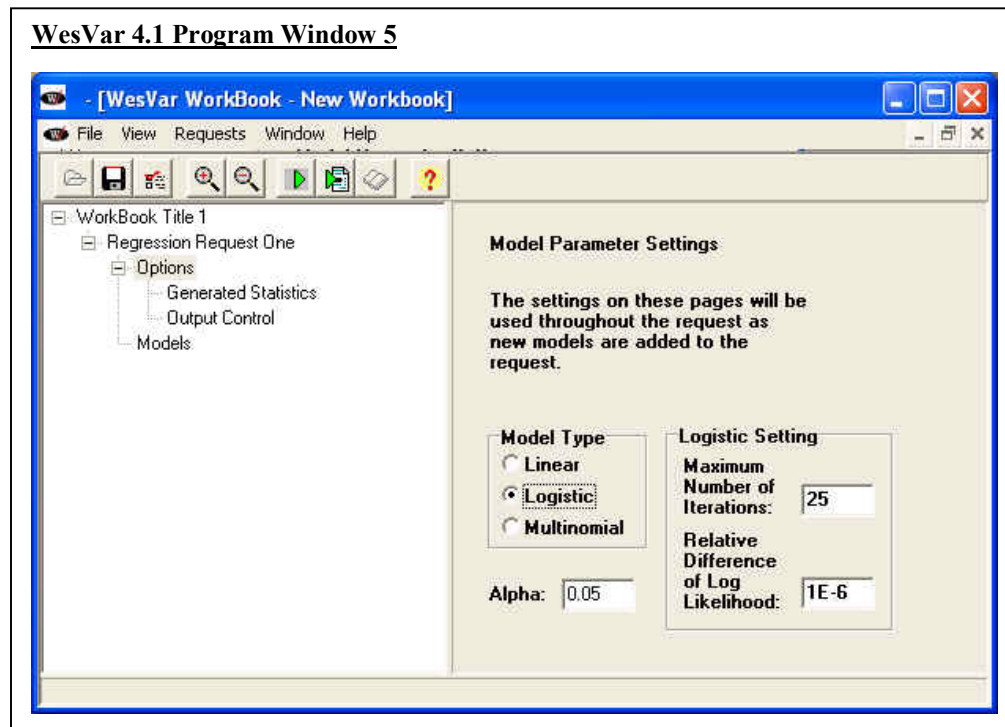 WesVar 4.1 Program Window 5
- [WesVar WorkBook - New Workbook]
File View Requests Window Help
WorkBook Title 1
Regression Request One
Options
Generated Statistics
Output Control
Models
Model Parameter Settings
The settings on these pages will be
used throughout the request as
new models are added to the
request.
Model Type
Linear
Logistic
Multinomial
Alpha: 0.05
Logistic Setting
Maximum
Number of
Iterations: 25
Relative
Difference
of Log
Likelihood: 1E-6